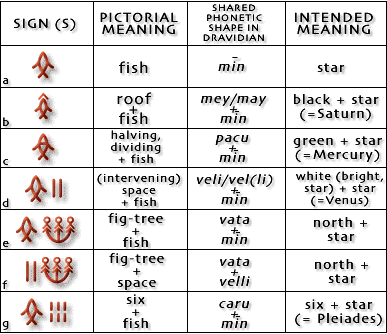 SIGN (S)
PICTORIAL
MEANING
SHARED
PHONETIC
SHAPE IN
DRAVIDIAN
INTENDED
MEANING
a
fish
mīn
star
b
roof
+
fish
mey/may
+
mīn
black + star
(=Saturn)
c
halving,
dividing
+ fish
pacu
+
mīn
green + star
(=Mercury)
d
(intervening)
space
+ fish
veli/vel(li)
+
mīn
white (bright,
star) + star
(=Venus)
e
fig-tree
+
fish
vata
+
mīn
north +
star
f
fig-tree
+
space
vata
+
velli
north +
star
g
six
+
fish
caru
+
mīn
six + star
(= Pleiades)